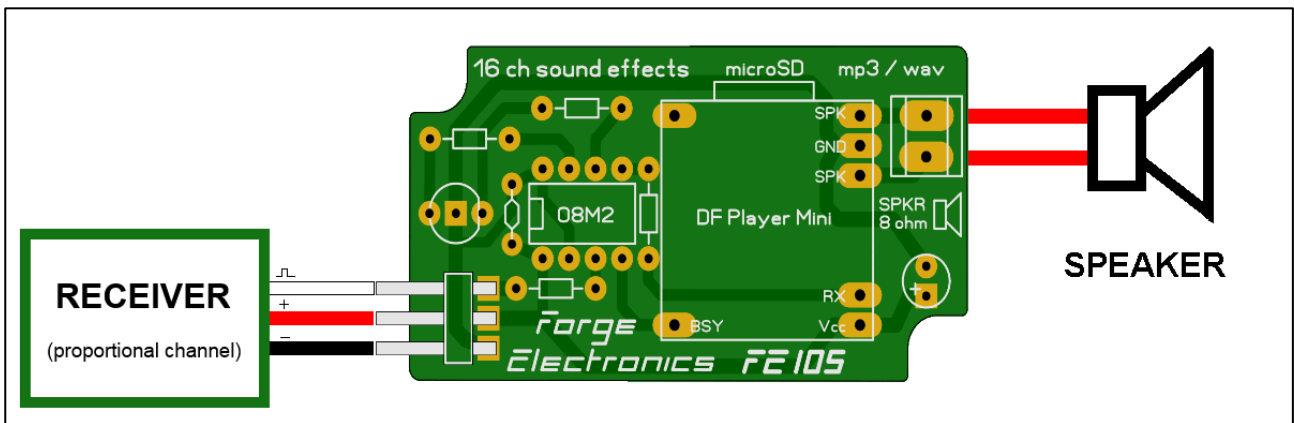 16 ch sound effects
microSD
mp3 / wav
SPK
GND
SPK
08M2
DF Player Mini
SPKR
8 ohm
SPEAKER
RECEIVER
(proportional channel)
+
−
+
RX
BSY
Vcc
Forge
Electronics FE105